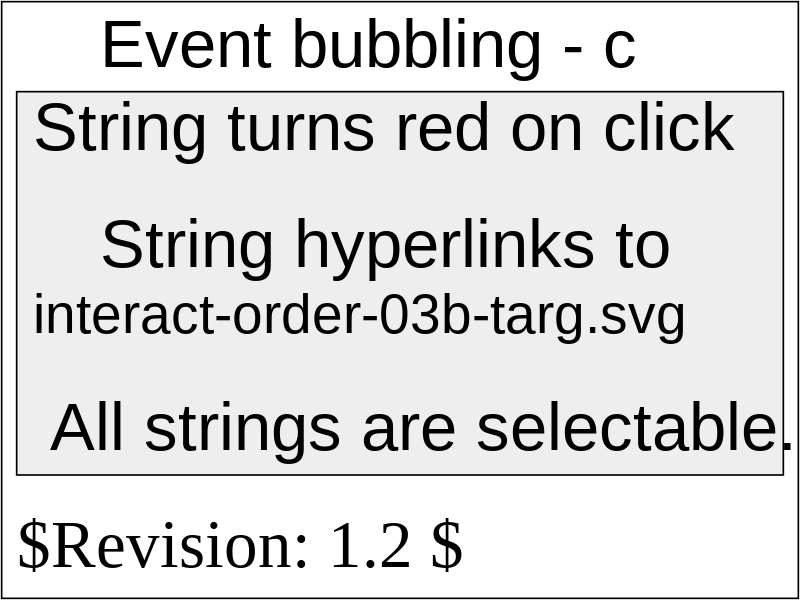 Event bubbling - c
String turns red on click
String hyperlinks to
interact-order-03b-targ.svg
All strings are selectable.
$Revision: 1.2 $